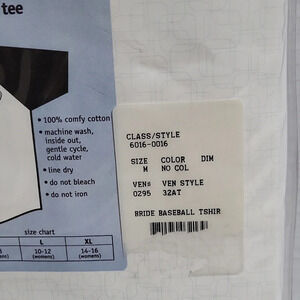 tee
• 100% comfy cotton
• machine wash,
inside out,
gentle cycle,
cold water
• line dry
• do not bleach
• do not iron
size chart
L XL
10-12 14-16
(womens) (womens)
CLASS/STYLE
6016-0016
SIZE COLOR DIM
M NO COL
VEN# VEN STYLE
0295 32AT
BRIDE BASEBALL TSHIR